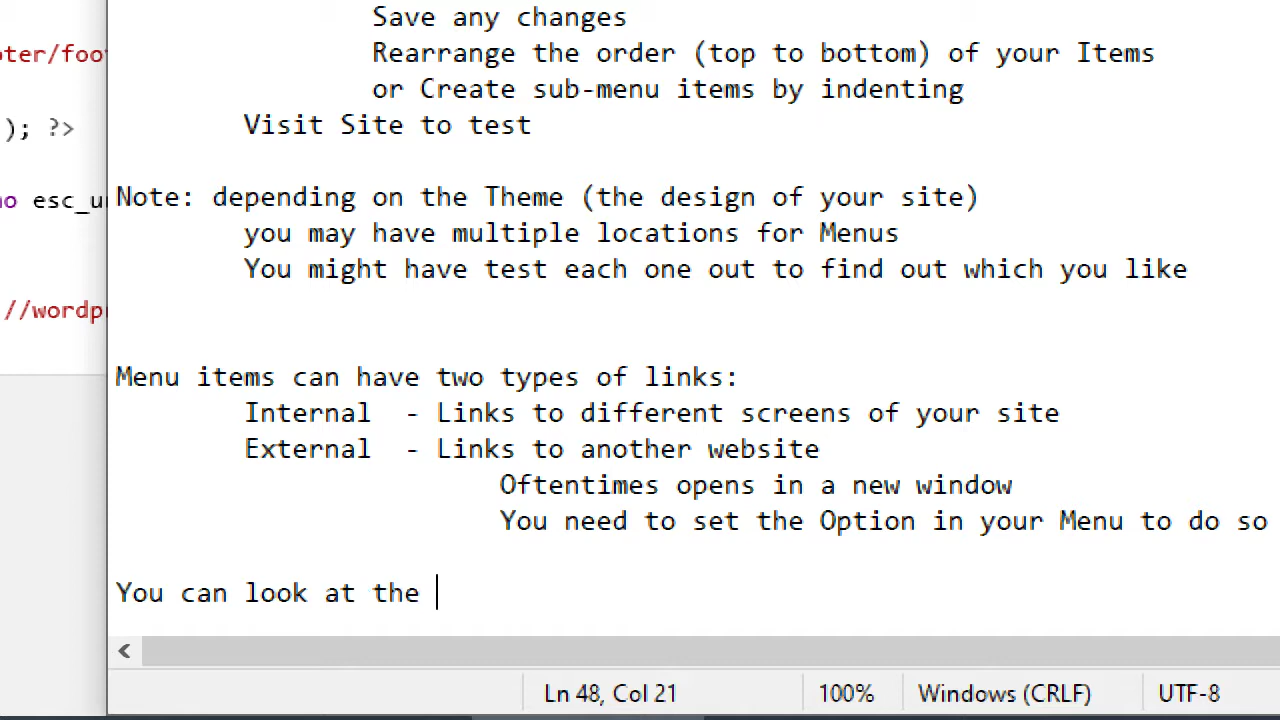 Save any changes
Rearrange the order (top to bottom) of your Items
or Create sub-menu items by indenting
Visit Site to test
ter/foo
); ?>
o esc_u
Note: depending on the Theme (the design of your site)
you may have multiple locations for Menus
You might have test each one out to find out which you like
//wordp
Menu items can have two types of links:
Internal - Links to different screens of your site
External - Links to another website
Oftentimes opens in a new window
You need to set the Option in your Menu to do so
You can look at the
Ln 48, Col 21 100% Windows (CRLF) UTF-8